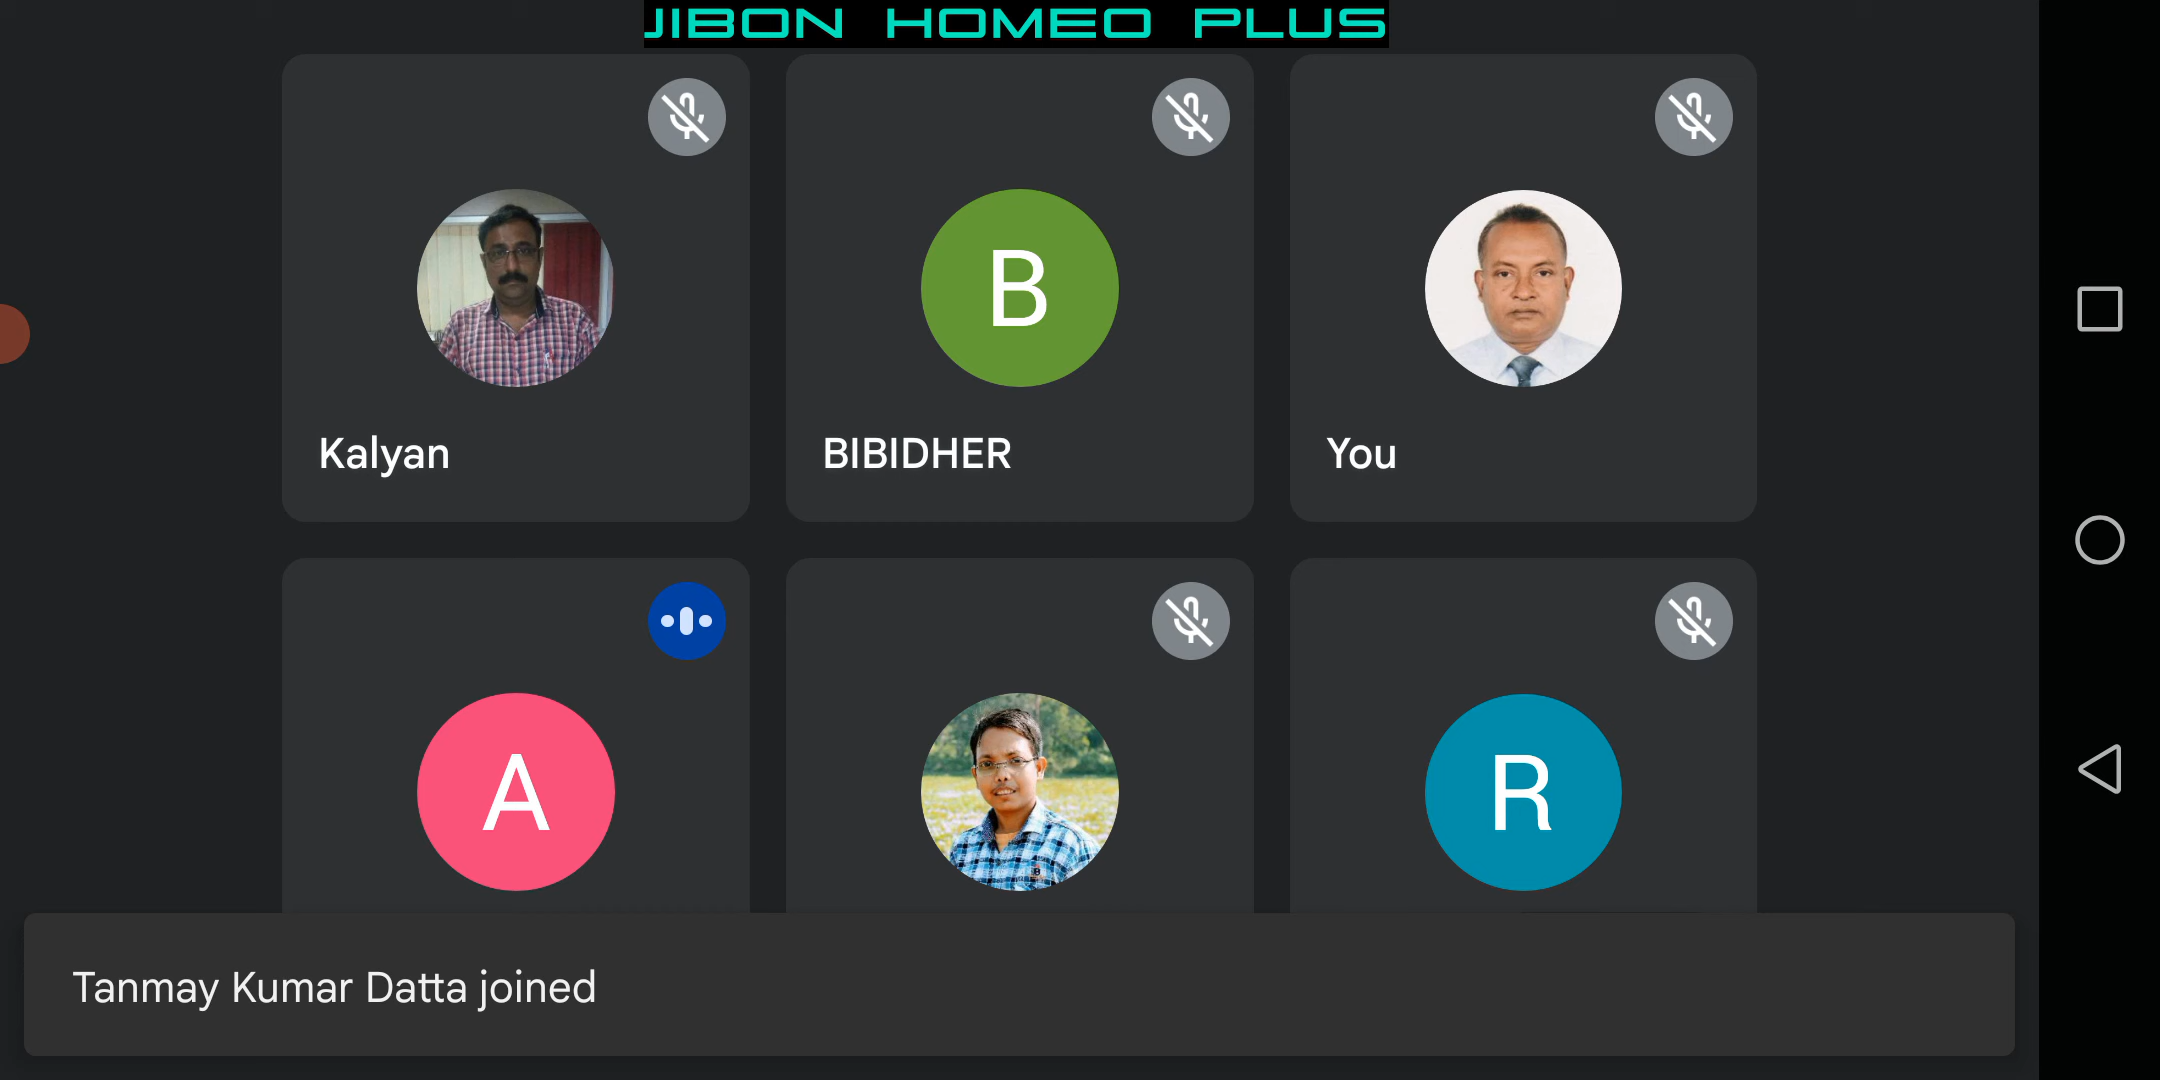 JIBON HOMEO PLUS
Kalyan
B
BIBIDHER
You
A
R
Tanmay Kumar Datta joined